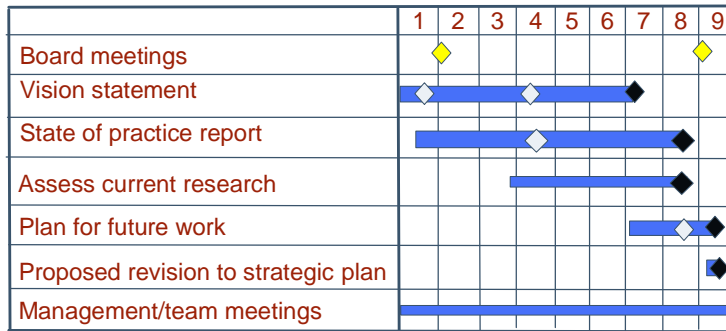 1 2 3 4 5 6 7 8 9
Board meetings
Vision statement
State of practice report
Assess current research
Plan for future work
Proposed revision to strategic plan
Management/team meetings